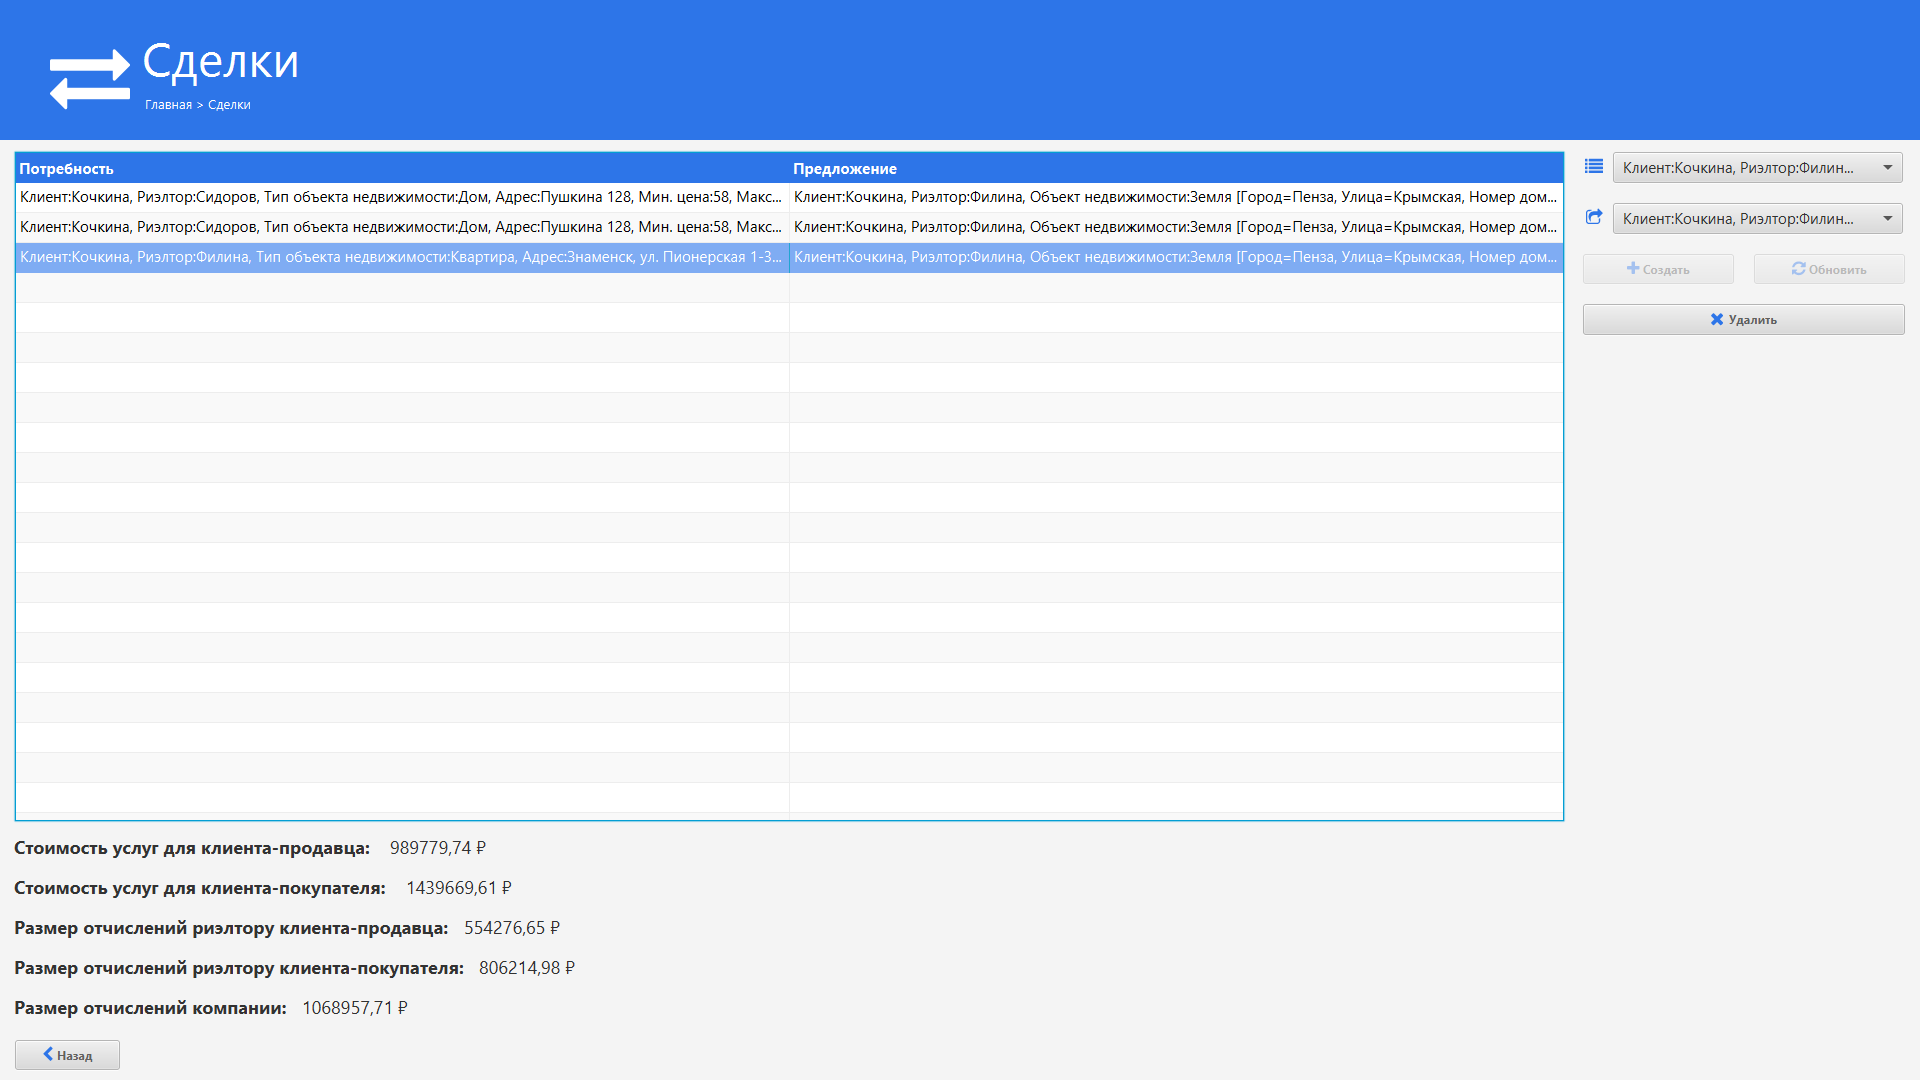 Сделки
Главная > Сделки
Потребность Предложение
Клиент:Кочкина, Риэлтор:Сидоров, Тип объекта недвижимости:Дом, Адрес:Пушкина 128, Мин. цена:58, Макс... Клиент:Кочкина, Риэлтор:Филина, Объект недвижимости:Земля [Город=Пенза, Улица=Крымская, Номер дом...
Клиент:Кочкина, Риэлтор:Сидоров, Тип объекта недвижимости:Дом, Адрес:Пушкина 128, Мин. цена:58, Макс... Клиент:Кочкина, Риэлтор:Филина, Объект недвижимости:Земля [Город=Пенза, Улица=Крымская, Номер дом...
Клиент:Кочкина, Риэлтор:Филина, Тип объекта недвижимости:Квартира, Адрес:Знаменск, ул. Пионерская 1-3... Клиент:Кочкина, Риэлтор:Филина, Объект недвижимости:Земля [Город=Пенза, Улица=Крымская, Номер дом...
Клиент:Кочкина, Риэлтор:Филин...
Клиент:Кочкина, Риэлтор:Филин...
Создать Обновить
Удалить
Стоимость услуг для клиента-продавца: 989779,74 ₽
Стоимость услуг для клиента-покупателя: 1439669,61 ₽
Размер отчислений риэлтору клиента-продавца: 554276,65 ₽
Размер отчислений риэлтору клиента-покупателя: 806214,98 ₽
Размер отчислений компании: 1068957,71 ₽
Назад